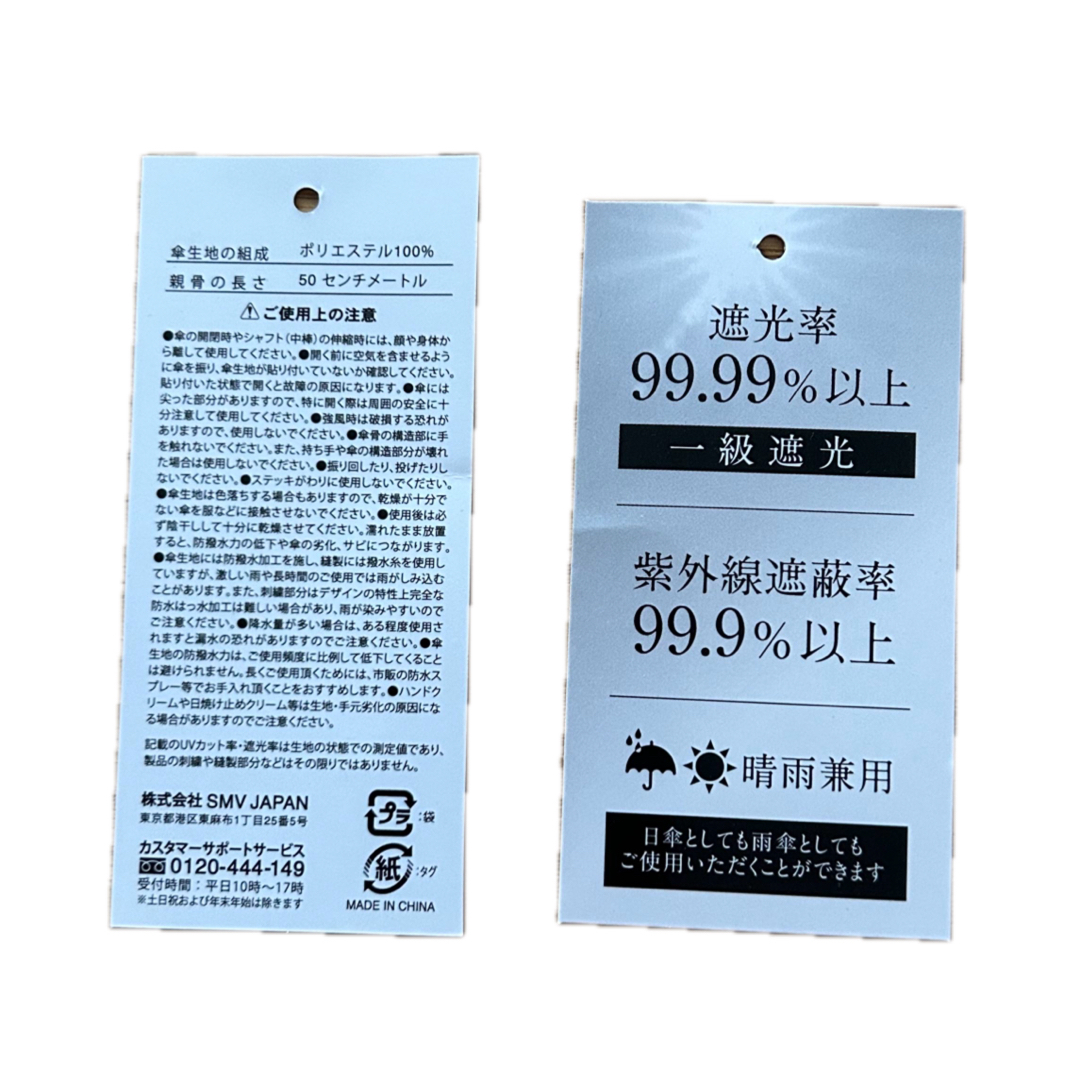 傘生地の組成 ポリエステル100%
親骨の長さ 50 センチメートル
⚠ご使用上の注意
●傘の開閉時やシャフト(中棒)の伸縮時には、顔や身体か
ら離して使用してください。●開く前に空気を含ませるよう
に傘を振り、傘生地が貼り付いていないか確認してください。
貼り付いた状態で開くと故障の原因になります。●傘には
尖った部分がありますので、特に開く際は周囲の安全に十
分注意して使用してください。●強風時は破損する恐れが
ありますので、使用しないでください。●傘骨の構造部に手
を触れないでください。また、持ち手や傘の構造部分が壊れ
た場合は使用しないでください。●振り回したり、投げたりし
ないでください。●ステッキがわりに使用しないでください。
●傘生地は色落ちする場合もありますので、乾燥が十分で
ない傘を服などに接触させないでください。●使用後は必
ず陰干しして十分に乾燥させてください。濡れたまま放置
すると、防撥水力の低下や傘の劣化、サビにつながります。
●傘生地には防撥水加工を施し、縫製には撥水糸を使用し
ていますが、激しい雨や長時間のご使用では雨がしみ込む
ことがあります。また、刺繍部分はデザインの特性上完全な
防水はっ水加工は難しい場合があり、雨が染みやすいので
ご注意ください。●降水量が多い場合は、ある程度使用さ
れますと漏水の恐れがありますのでご注意ください。●傘
生地の防撥水力は、ご使用頻度に比例して低下してくること
は避けられません。長くご使用頂くためには、市販の防水ス
プレー等でお手入れ頂くことをおすすめします。●ハンドク
リームや日焼け止めクリーム等は生地・手元劣化の原因にな
る場合がありますのでご注意ください。
記載のUVカット率・遮光率は生地の状態での測定値であり、
製品の刺繍や縫製部分などはその限りではありません。
株式会社 SMV JAPAN
東京都港区東麻布1丁目25番5号
カスタマーサポートサービス
0120-444-149
受付時間：平日10時〜17時
※土日祝および年末年始は除きます
プラ：袋
紙：タグ
MADE IN CHINA
遮光率
99.99%以上
一級遮光
紫外線遮蔽率
99.9%以上
晴雨兼用
日傘としても雨傘としても
ご使用いただくことができます